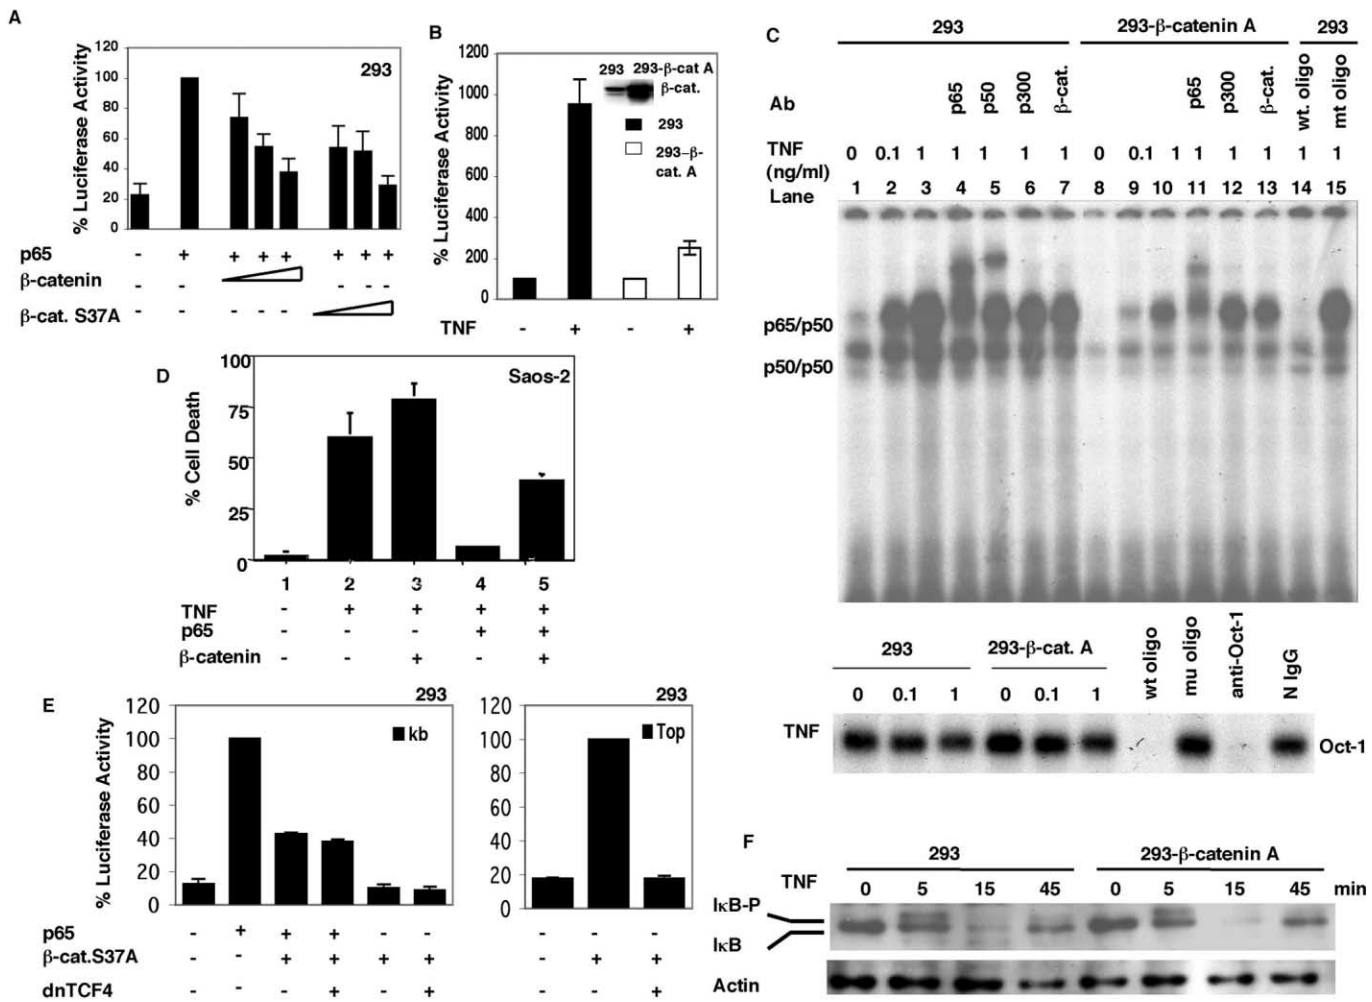 A
% Luciferase Activity
120
100
80
60
40
20
0
293
p65 - + + + + + + +
β-catenin - - - - -
β-cat. S37A - - - - -
B
% Luciferase Activity
1200
1000
800
600
400
200
0
293 293-β-cat A
β-cat.
293
293-β-
cat. A
TNF - + - +
C
293 293-β-catenin A 293
Ab p65 p50 p300 β-cat. p65 p300 β-cat. wt. oligo mt oligo
TNF 0 0.1 1 1 1 1 1 0 0.1 1 1 1 1 1 1
(ng/ml)
Lane 1 2 3 4 5 6 7 8 9 10 11 12 13 14 15
p65/p50
p50/p50
293 293-β-cat. A wt oligo mu oligo anti-Oct-1 N IgG
0 0.1 1 0 0.1 1
TNF
Oct-1
D
% Cell Death
100
75
50
25
0
Saos-2
1 2 3 4 5
TNF - + + + +
p65 - - - + +
β-catenin - - + - +
E
% Luciferase Activity
120
100
80
60
40
20
0
293
kb
p65 - + + + - -
β-cat.S37A - - + + + +
dnTCF4 - - - + - +
120
100
80
60
40
20
0
293
Top
- - -
- + +
- - +
F
293 293-β-catenin A
TNF 0 5 15 45 0 5 15 45 min
IκB-P
IκB
Actin